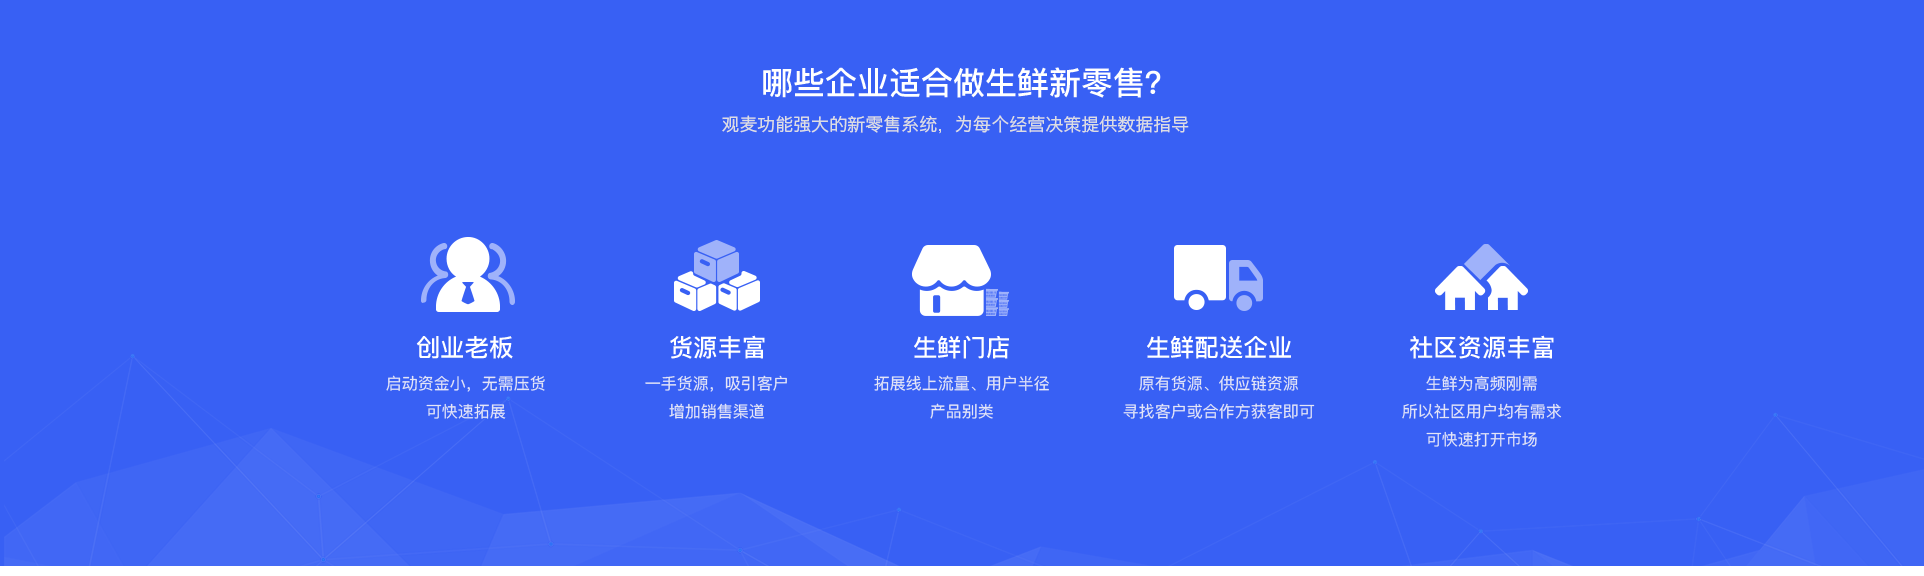 哪些企业适合做生鲜新零售?
观麦功能强大的新零售系统，为每个经营决策提供数据指导
创业老板
启动资金小，无需压货
可快速拓展
货源丰富
一手货源，吸引客户
增加销售渠道
生鲜门店
拓展线上流量、用户半径
产品别类
生鲜配送企业
原有货源、供应链资源
寻找客户或合作方获客即可
社区资源丰富
生鲜为高频刚需
所以社区用户均有需求
可快速打开市场